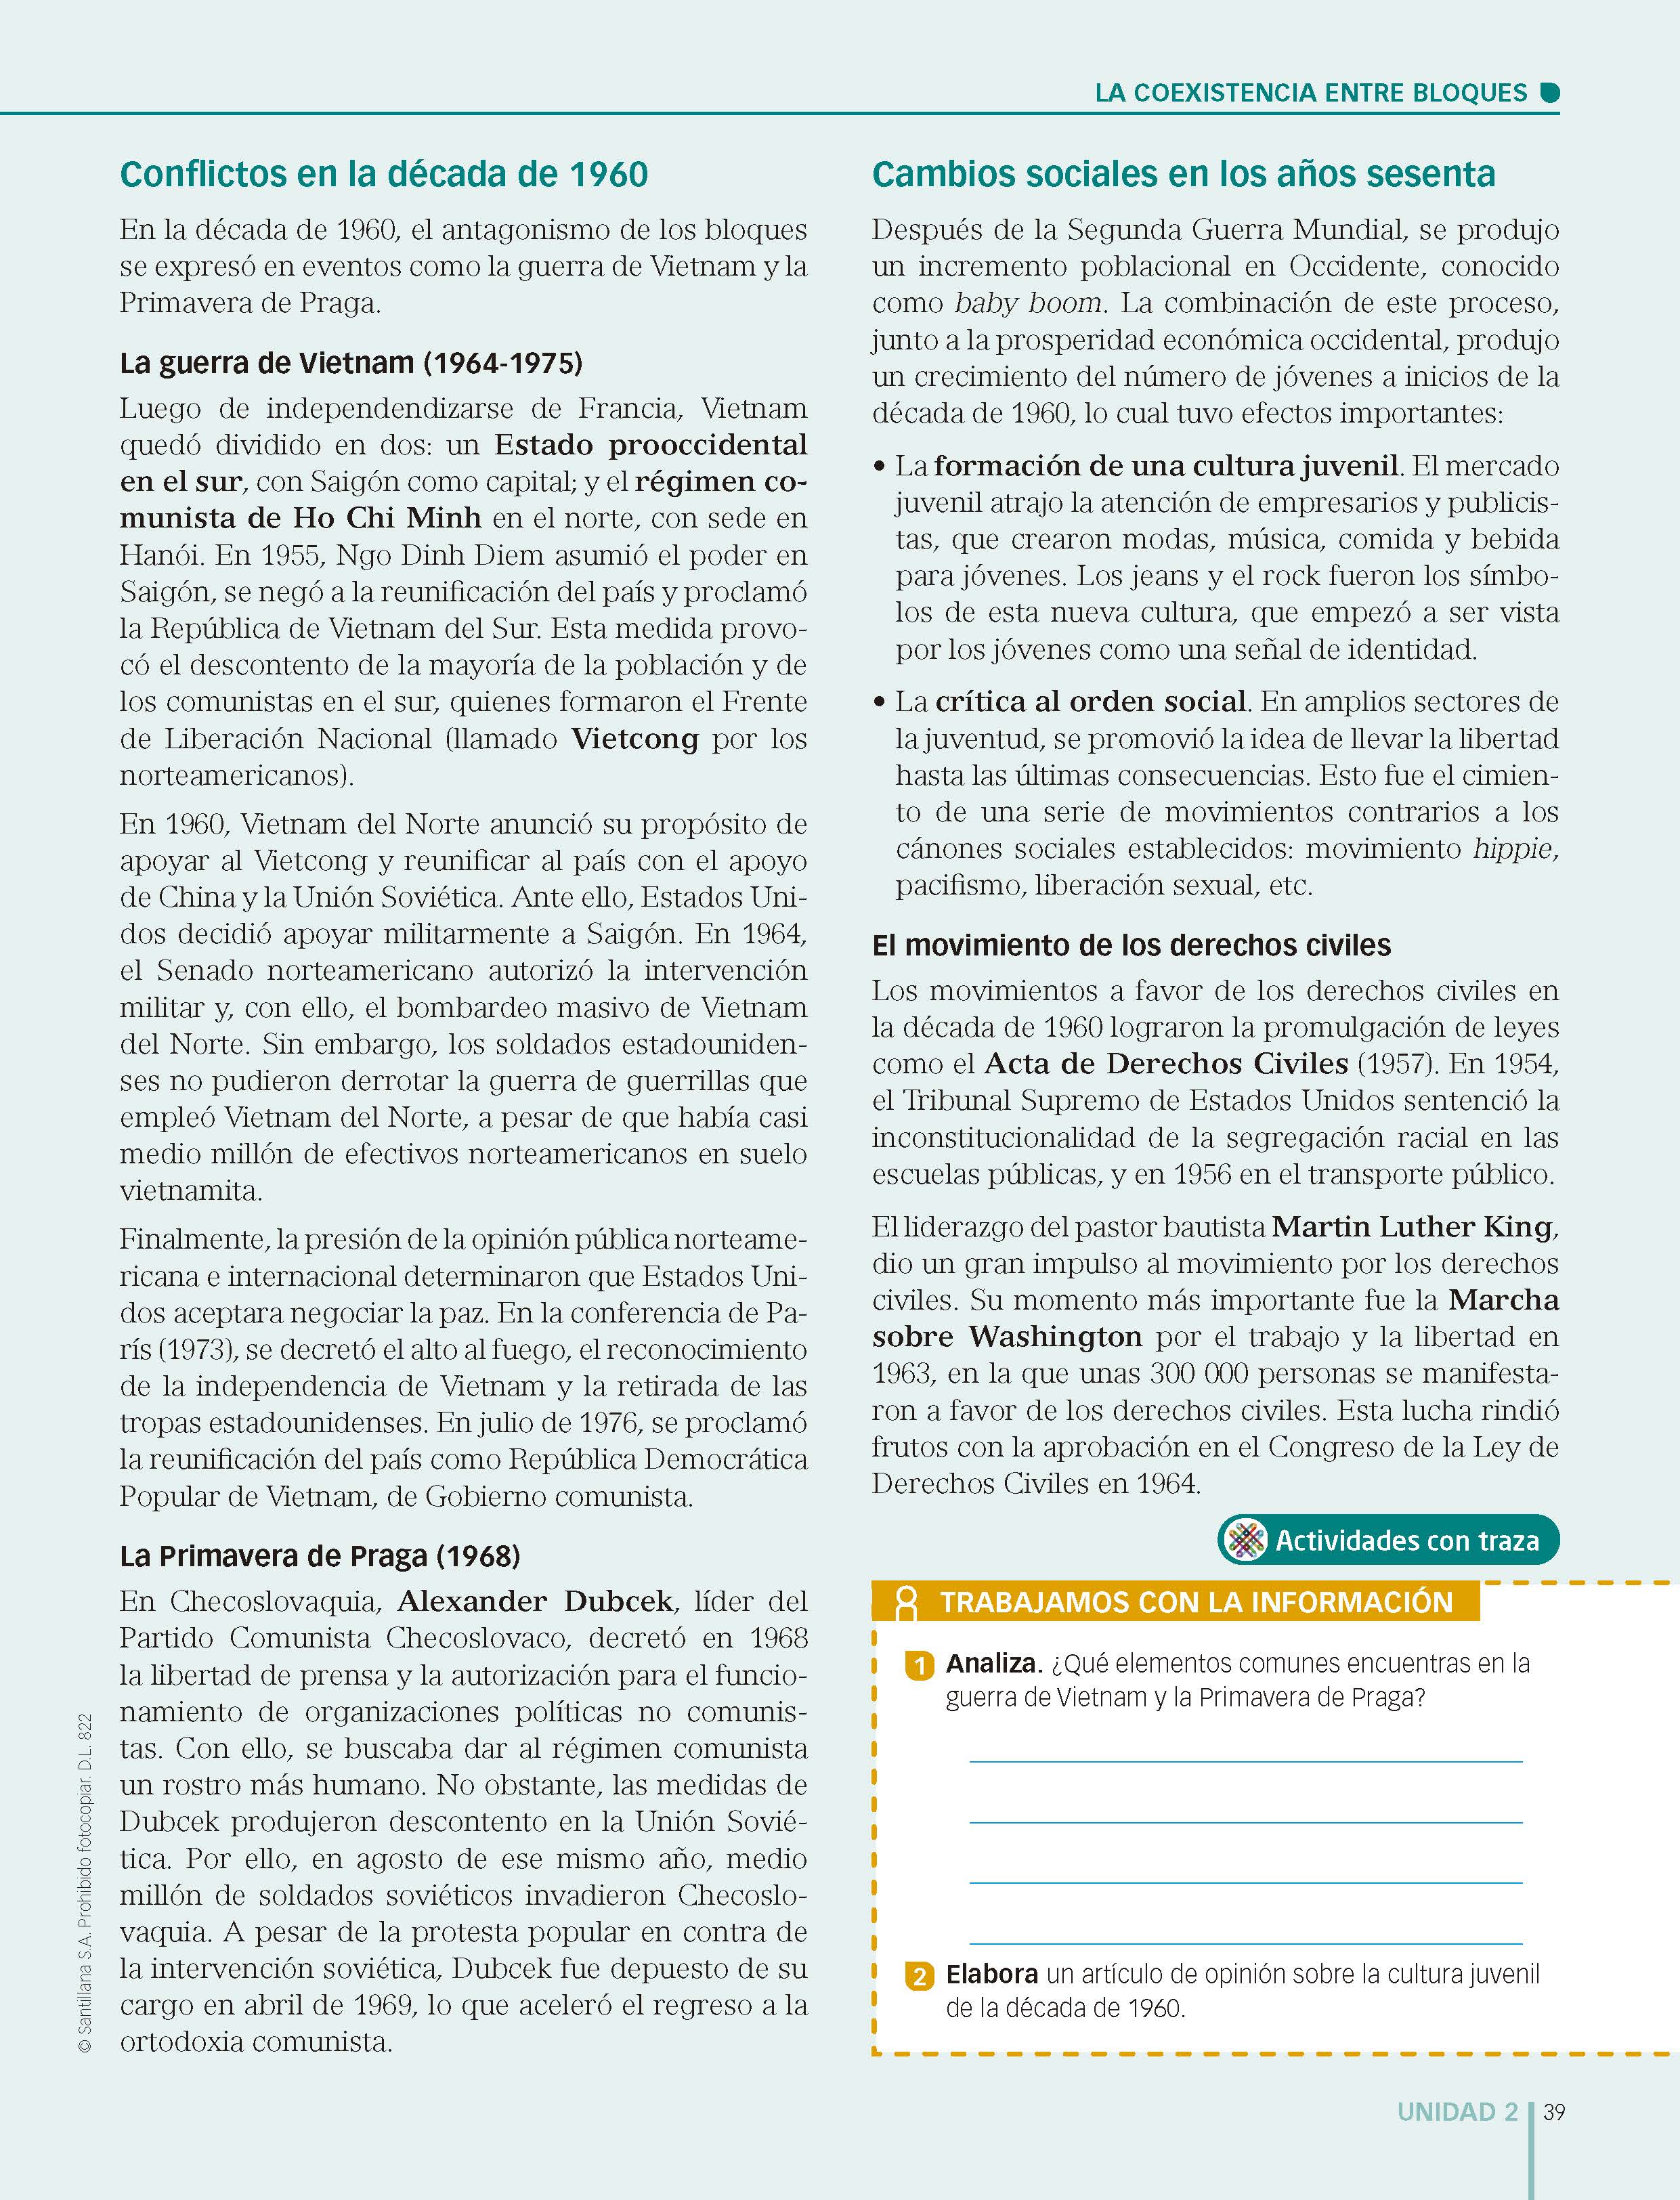 LA COEXISTENCIA ENTRE BLOQUES
Conflictos en la década de 1960
En la década de 1960, el antagonismo de los bloques
se expresó en eventos como la guerra de Vietnam y la
Primavera de Praga.
La guerra de Vietnam (1964-1975)
Luego de independendizarse de Francia, Vietnam
quedó dividido en dos: un Estado prooccidental
en el sur, con Saigón como capital; y el régimen co-
munista de Ho Chi Minh en el norte, con sede en
Hanói. En 1955, Ngo Dinh Diem asumió el poder en
Saigón, se negó a la reunificación del país y proclamó
la República de Vietnam del Sur. Esta medida provo-
có el descontento de la mayoría de la población y de
los comunistas en el sur, quienes formaron el Frente
de Liberación Nacional (llamado Vietcong por los
norteamericanos).
En 1960, Vietnam del Norte anunció su propósito de
apoyar al Vietcong y reunificar al país con el apoyo
de China y la Unión Soviética. Ante ello, Estados Uni-
dos decidió apoyar militarmente a Saigón. En 1964,
el Senado norteamericano autorizó la intervención
militar y, con ello, el bombardeo masivo de Vietnam
del Norte. Sin embargo, los soldados estadouniden-
ses no pudieron derrotar la guerra de guerrillas que
empleó Vietnam del Norte, a pesar de que había casi
medio millón de efectivos norteamericanos en suelo
vietnamita.
Finalmente, la presión de la opinión pública norteame-
ricana e internacional determinaron que Estados Uni-
dos aceptara negociar la paz. En la conferencia de Pa-
rís (1973), se decretó el alto al fuego, el reconocimiento
de la independencia de Vietnam y la retirada de las
tropas estadounidenses. En julio de 1976, se proclamó
la reunificación del país como República Democrática
Popular de Vietnam, de Gobierno comunista.
La Primavera de Praga (1968)
En Checoslovaquia, Alexander Dubcek, líder del
Partido Comunista Checoslovaco, decretó en 1968
la libertad de prensa y la autorización para el funcio-
namiento de organizaciones políticas no comunis-
tas. Con ello, se buscaba dar al régimen comunista
un rostro más humano. No obstante, las medidas de
Dubcek produjeron descontento en la Unión Sovié-
tica. Por ello, en agosto de ese mismo año, medio
millón de soldados soviéticos invadieron Checoslo-
vaquia. A pesar de la protesta popular en contra de
la intervención soviética, Dubcek fue depuesto de su
cargo en abril de 1969, lo que aceleró el regreso a la
ortodoxia comunista.
Cambios sociales en los años sesenta
Después de la Segunda Guerra Mundial, se produjo
un incremento poblacional en Occidente, conocido
como baby boom. La combinación de este proceso,
junto a la prosperidad económica occidental, produjo
un crecimiento del número de jóvenes a inicios de la
década de 1960, lo cual tuvo efectos importantes:
• La formación de una cultura juvenil. El mercado
juvenil atrajo la atención de empresarios y publicis-
tas, que crearon modas, música, comida y bebida
para jóvenes. Los jeans y el rock fueron los símbo-
los de esta nueva cultura, que empezó a ser vista
por los jóvenes como una señal de identidad.
• La crítica al orden social. En amplios sectores de
la juventud, se promovió la idea de llevar la libertad
hasta las últimas consecuencias. Esto fue el cimien-
to de una serie de movimientos contrarios a los
cánones sociales establecidos: movimiento hippie,
pacifismo, liberación sexual, etc.
El movimiento de los derechos civiles
Los movimientos a favor de los derechos civiles en
la década de 1960 lograron la promulgación de leyes
como el Acta de Derechos Civiles (1957). En 1954,
el Tribunal Supremo de Estados Unidos sentenció la
inconstitucionalidad de la segregación racial en las
escuelas públicas, y en 1956 en el transporte público.
El liderazgo del pastor bautista Martin Luther King,
dio un gran impulso al movimiento por los derechos
civiles. Su momento más importante fue la Marcha
sobre Washington por el trabajo y la libertad en
1963, en la que unas 300 000 personas se manifesta-
ron a favor de los derechos civiles. Esta lucha rindió
frutos con la aprobación en el Congreso de la Ley de
Derechos Civiles en 1964.
Actividades con traza
TRABAJAMOS CON LA INFORMACIÓN
1 Analiza. ¿Qué elementos comunes encuentras en la
guerra de Vietnam y la Primavera de Praga?
2 Elabora un artículo de opinión sobre la cultura juvenil
de la década de 1960.
© Santillana S.A. Prohibido fotocopiar. D.L. 822
UNIDAD 2 39